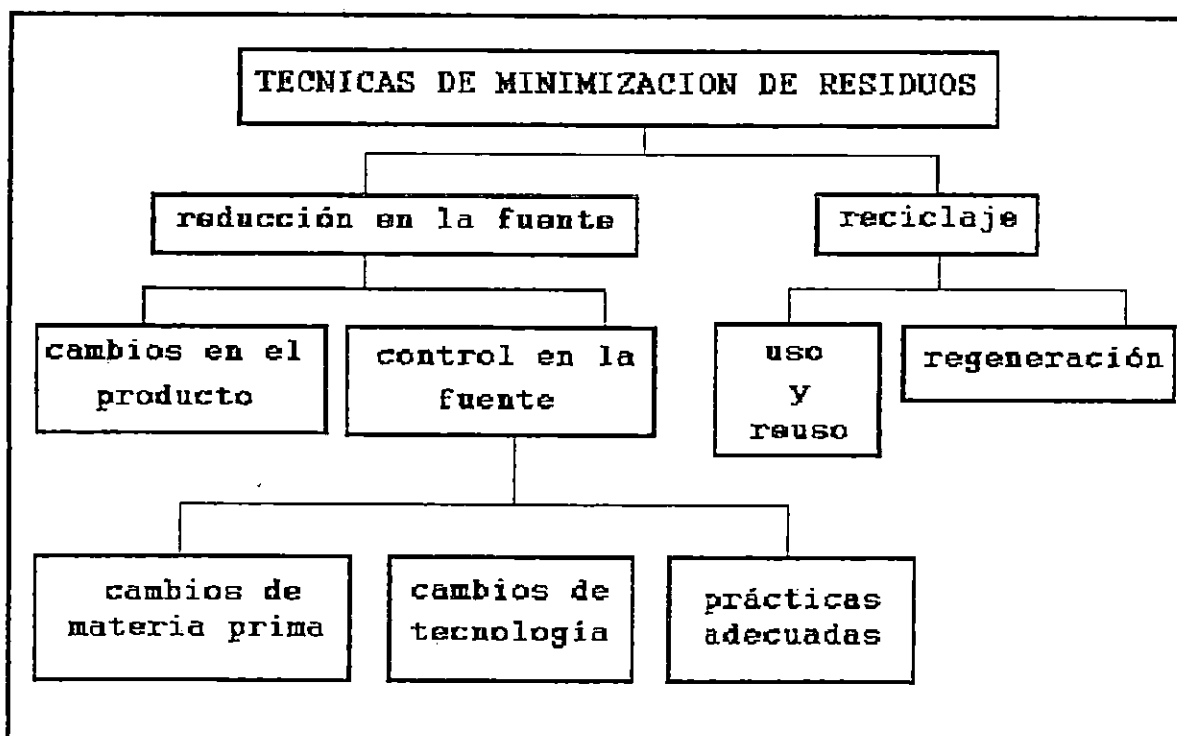 TECNICAS DE MINIMIZACION DE RESIDUOS
reducción en la fuente
reciclaje
cambios en el
producto
control en la
fuente
uso
y
reuso
regeneración
cambios de
materia prima
cambios de
tecnología
prácticas
adecuadas